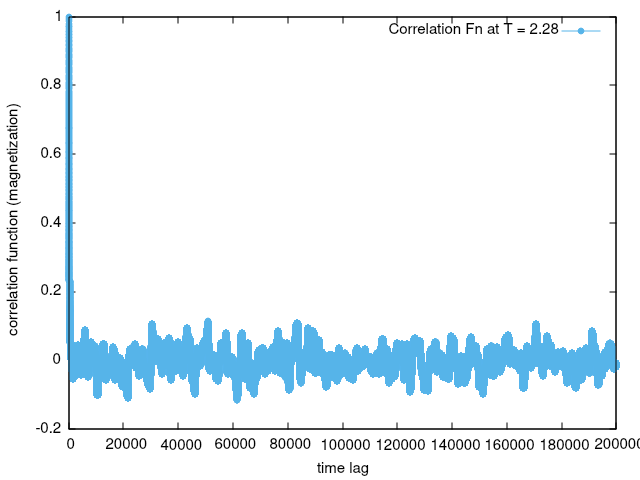 Correlation Fn at T = 2.28
1
0.8
0.6
0.4
0.2
0
-0.2
correlation function (magnetization)
0 20000 40000 60000 80000 100000 120000 140000 160000 180000 20000
time lag